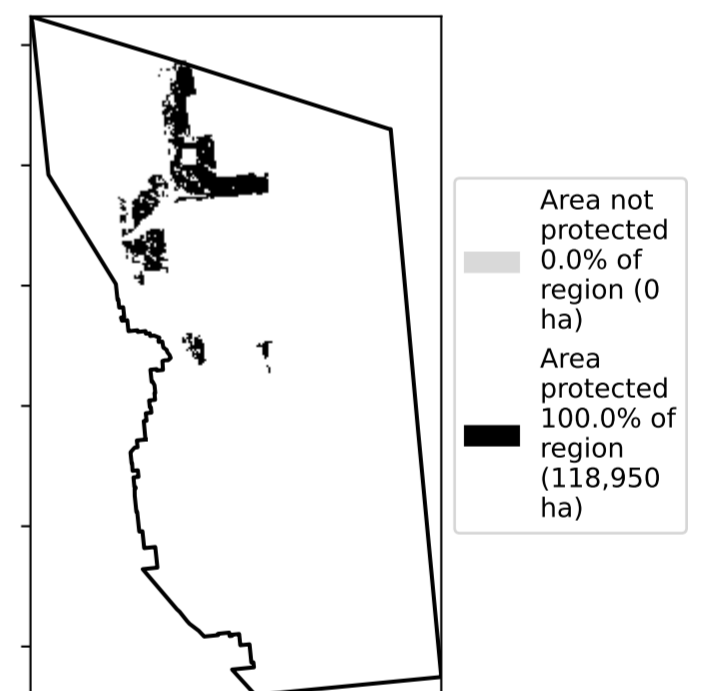 Area not
protected
0.0% of
region (0
ha)
Area
protected
100.0% of
region
(118,950
ha)